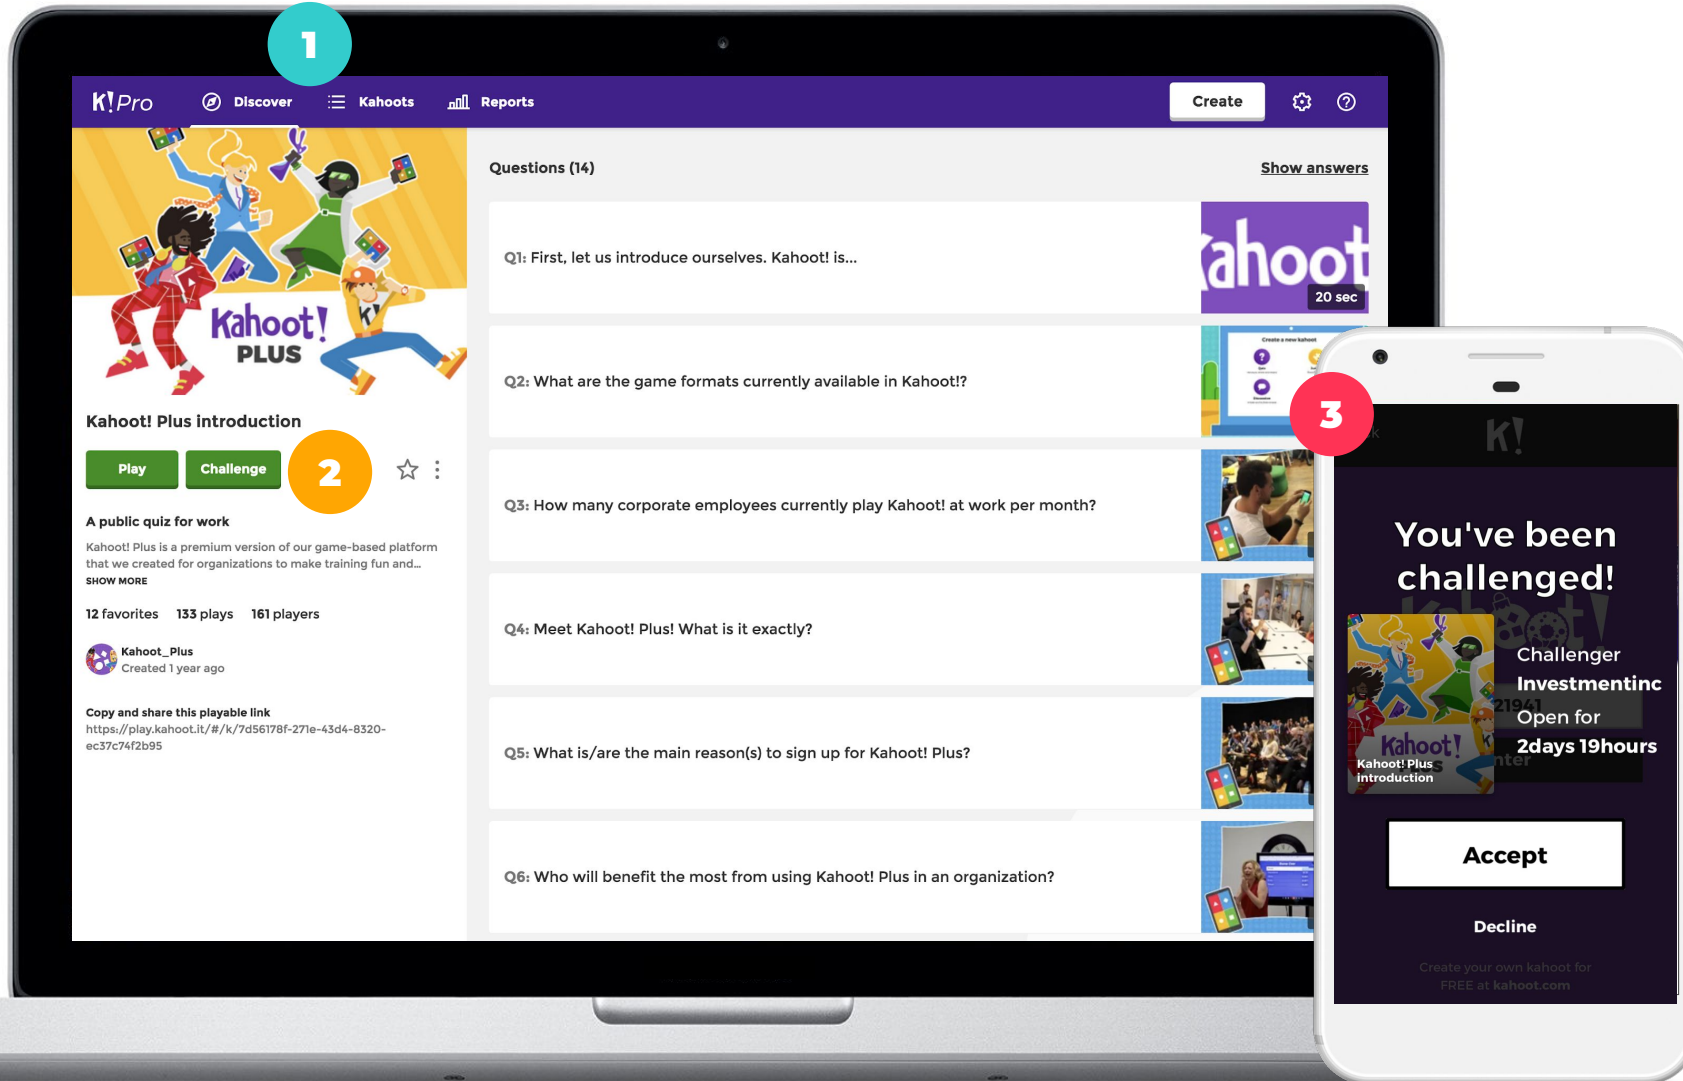 1
K!Pro
Discover
Kahoots
Reports
Create
Kahoot!
PLUS
Kahoot! Plus introduction
Play
Challenge
2
A public quiz for work
Kahoot! Plus is a premium version of our game-based platform
that we created for organizations to make training fun and...
SHOW MORE
12 favorites 133 plays 161 players
Kahoot_Plus
Created 1 year ago
Copy and share this playable link
https://play.kahoot.it/#/k/7d56178f-271e-43d4-8320-
ec37c74f2b95
Questions (14)
Show answers
Q1: First, let us introduce ourselves. Kahoot! is...
ahoot
20 sec
Q2: What are the game formats currently available in Kahoot!?
Create a new kahoot
Q3: How many corporate employees currently play Kahoot! at work per month?
Q4: Meet Kahoot! Plus! What is it exactly?
Q5: What is/are the main reason(s) to sign up for Kahoot! Plus?
Q6: Who will benefit the most from using Kahoot! Plus in an organization?
3
K!
You've been
challenged!
Kahoot!
Kahoot!
PLUS
Kahoot! Plus
introduction
Challenger
Investmentinc
21941
Open for
2days 19hours
Accept
Decline
Create your own kahoot for
FREE at kahoot.com